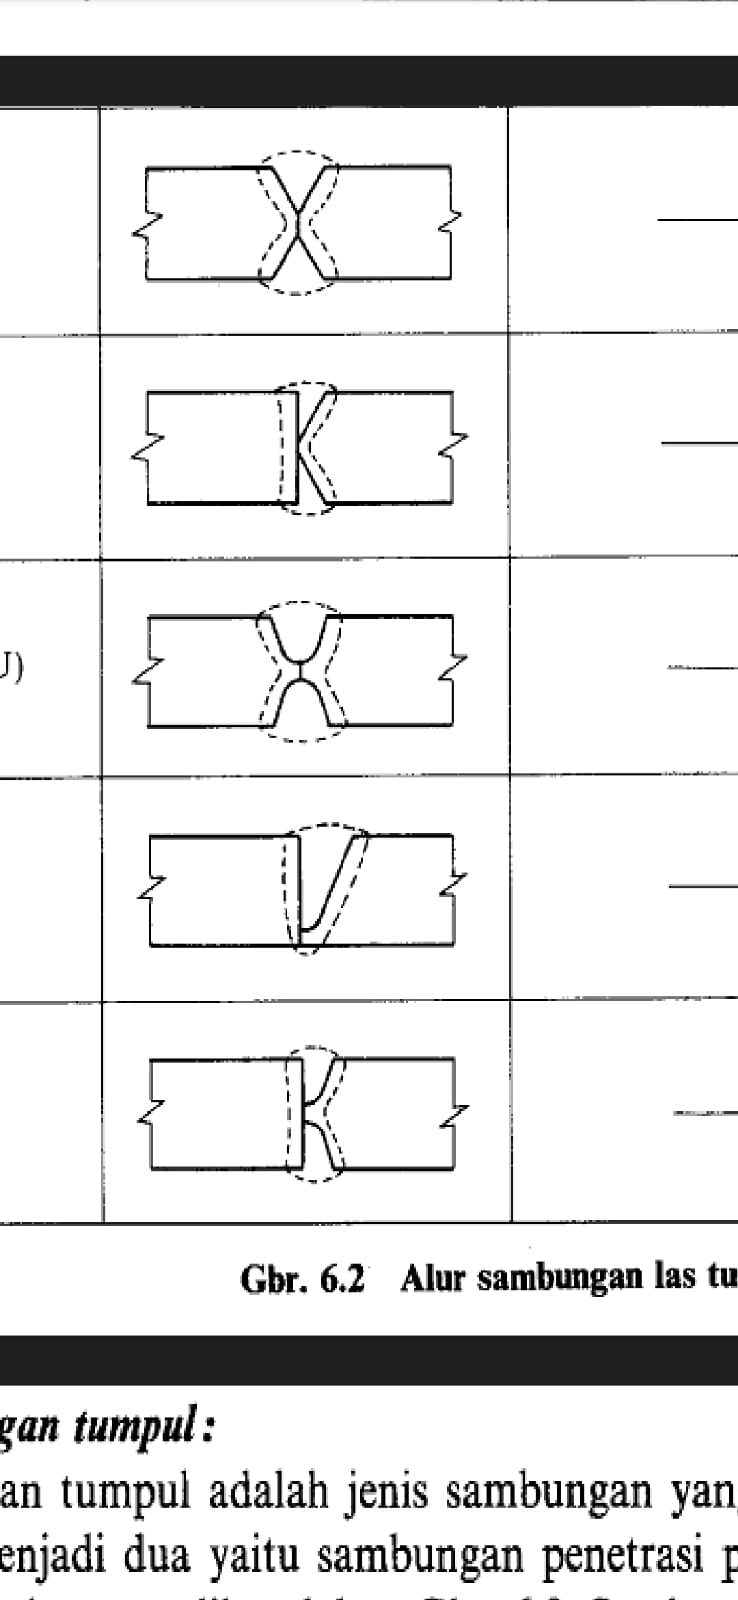 U)
Gbr. 6.2 Alur sambungan las tu
gan tumpul:
an tumpul adalah jenis sambungan yang
enjadi dua yaitu sambungan penetrasi p